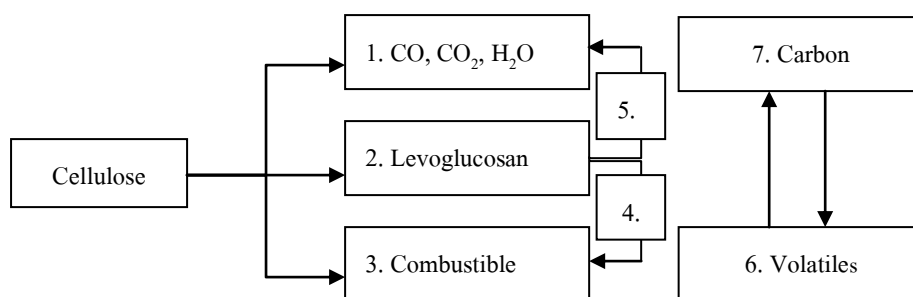 1. CO, CO₂, H₂O
7. Carbon
5.
Cellulose
2. Levoglucosan
4.
3. Combustible
6. Volatiles